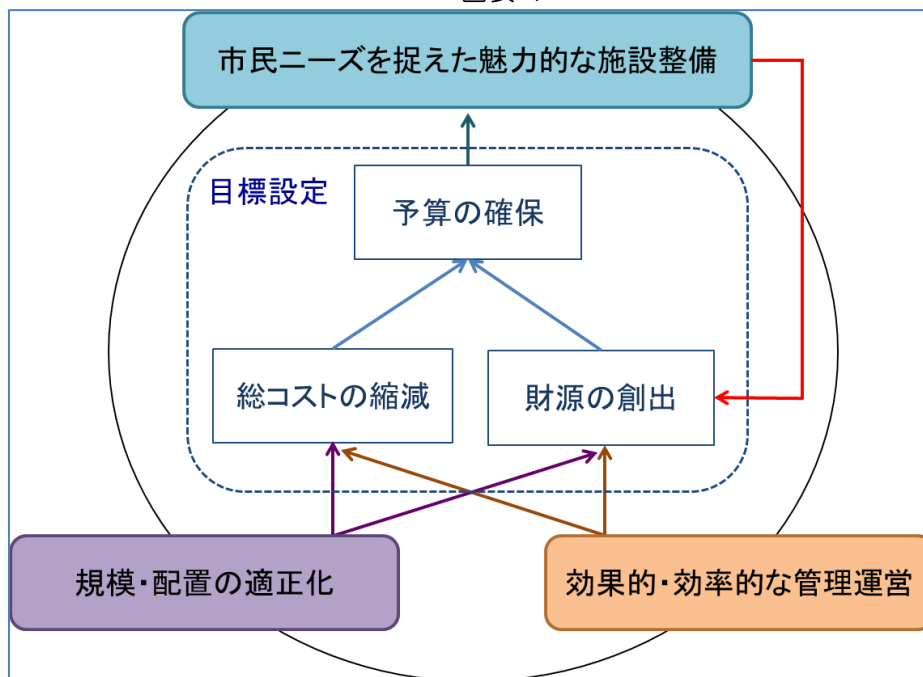 市民ニーズを捉えた魅力的な施設整備
目標設定
予算の確保
総コストの縮減
財源の創出
規模・配置の適正化
効果的・効率的な管理運営